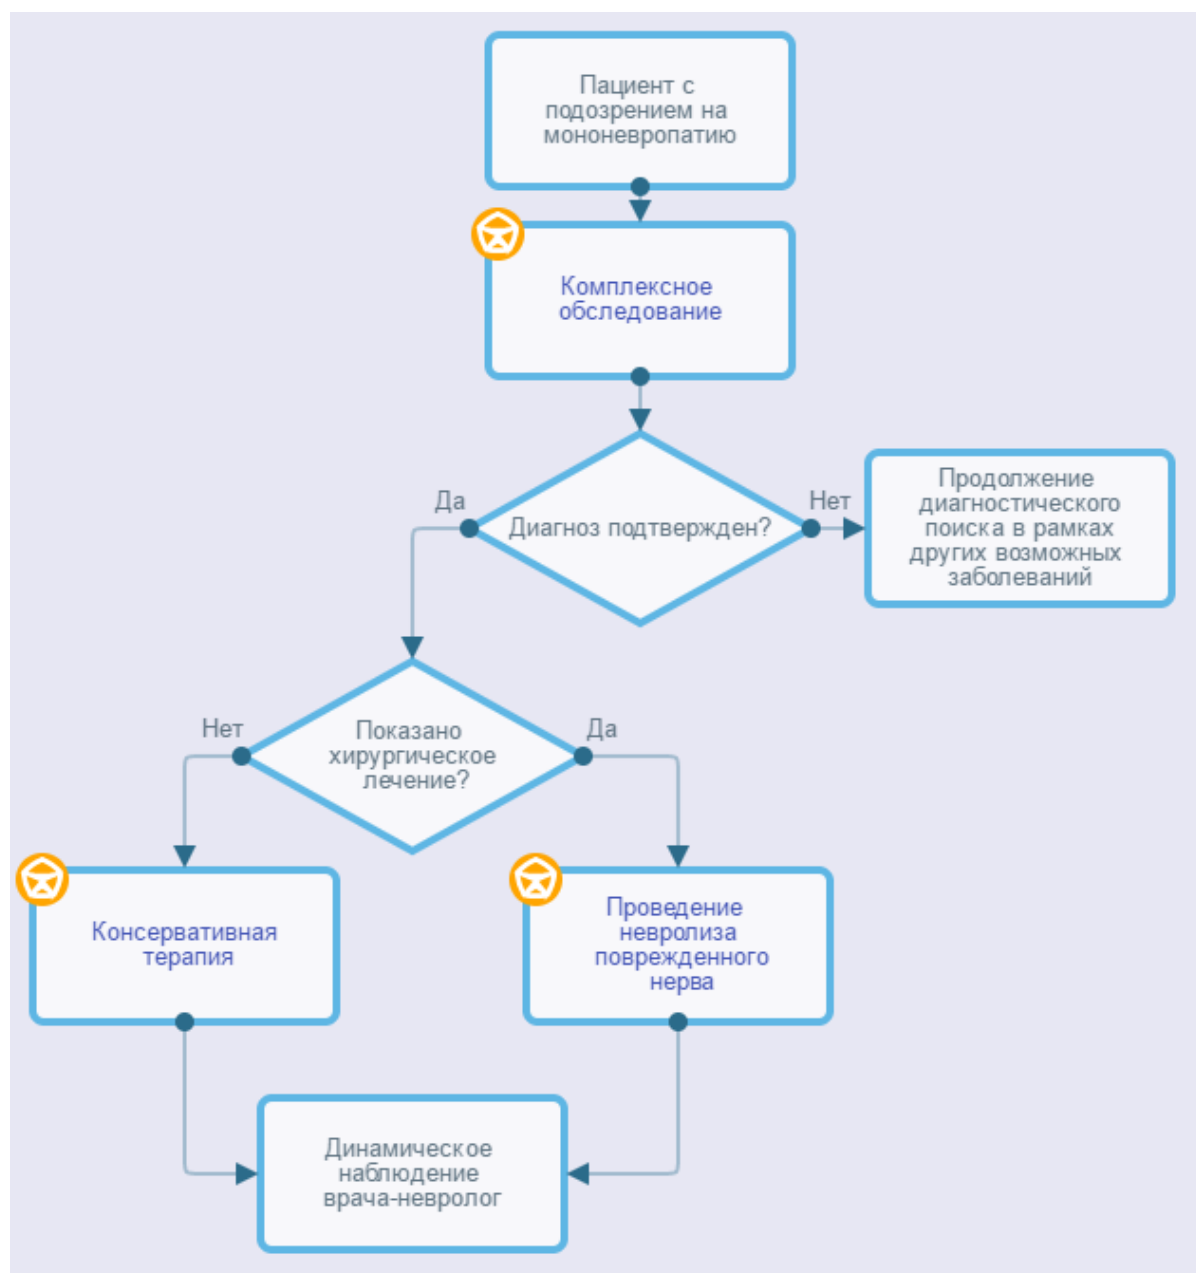 Пациент с
подозрением на
мононевропатию
Комплексное
обследование
Да
Диагноз подтвержден?
Нет
Продолжение
диагностического
поиска в рамках
других возможных
заболеваний
Нет
Показано
хирургическое
лечение?
Да
Консервативная
терапия
Проведение
невролиза
поврежденного
нерва
Динамическое
наблюдение
врача-невролог